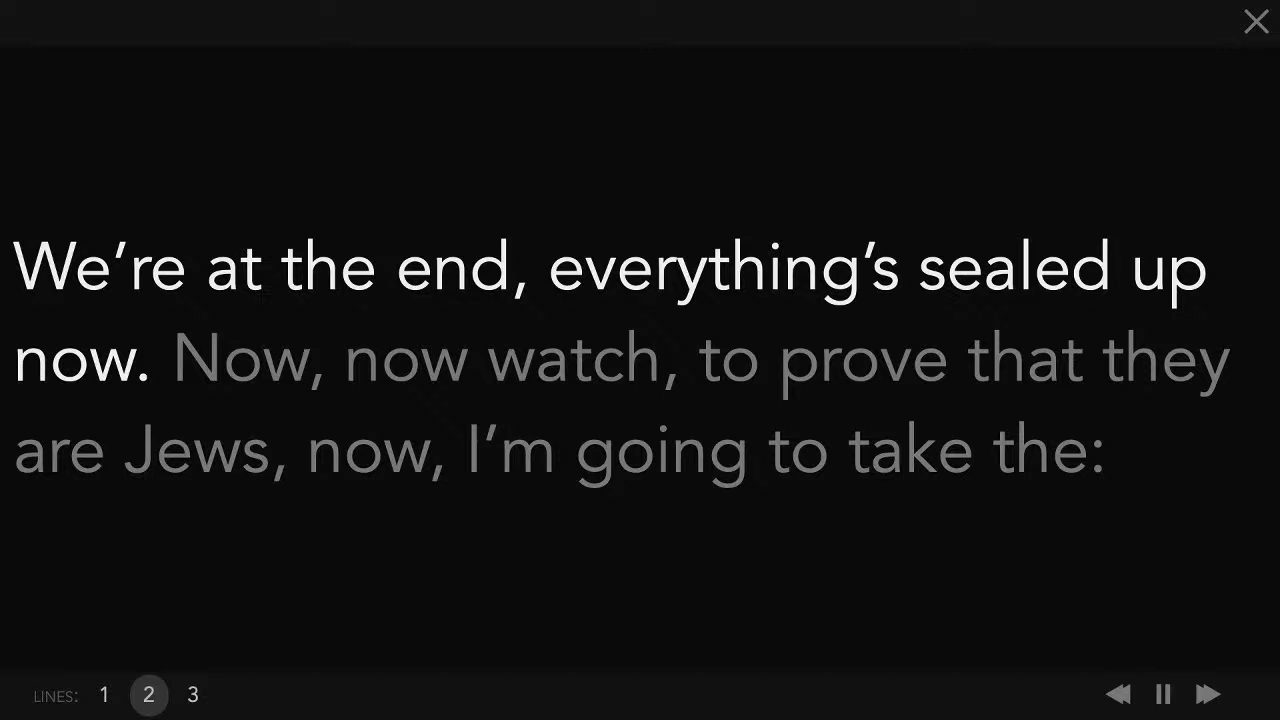 We’re at the end, everything’s sealed up
now. Now, now watch, to prove that they
are Jews, now, I’m going to take the:
LINES: 1 2 3